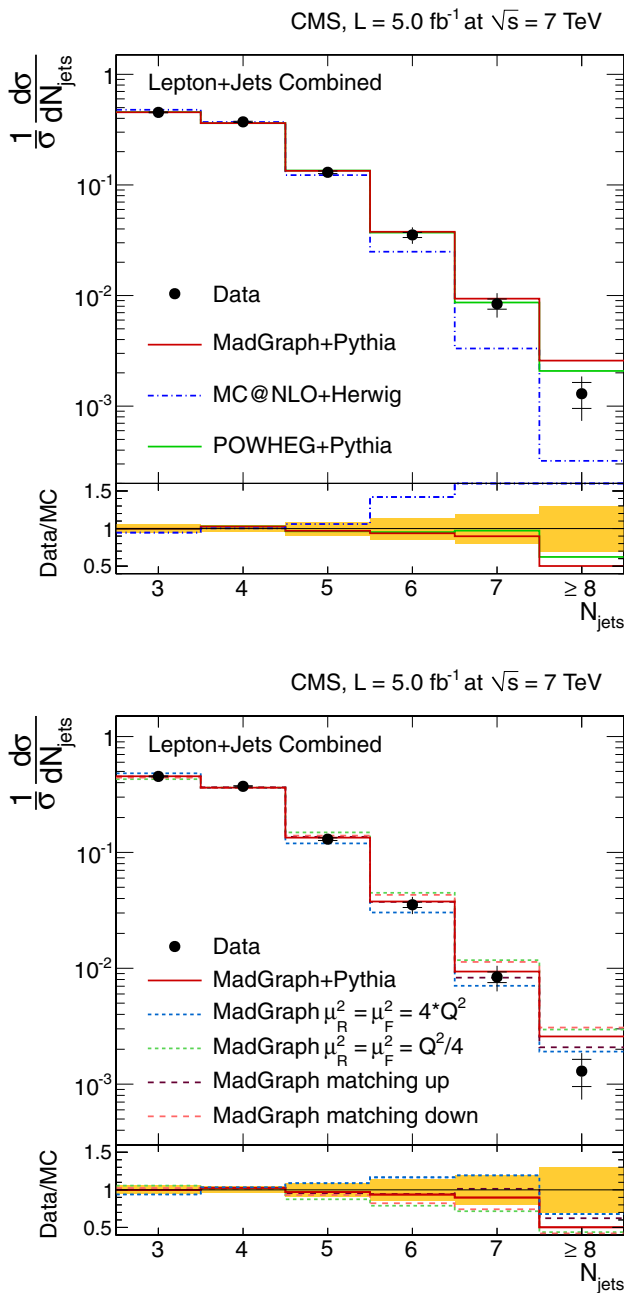 CMS, L = 5.0 fb⁻¹ at √s = 7 TeV
1/σ dσ/dN_jets
Lepton+Jets Combined
1
10⁻¹
10⁻²
10⁻³
Data
MadGraph+Pythia
MC@NLO+Herwig
POWHEG+Pythia
Data/MC
1.5
1
0.5
3 4 5 6 7 ≥ 8
N_jets
CMS, L = 5.0 fb⁻¹ at √s = 7 TeV
1/σ dσ/dN_jets
Lepton+Jets Combined
1
10⁻¹
10⁻²
10⁻³
Data
MadGraph+Pythia
MadGraph μ_R² = μ_F² = 4*Q²
MadGraph μ_R² = μ_F² = Q²/4
MadGraph matching up
MadGraph matching down
Data/MC
1.5
1
0.5
3 4 5 6 7 ≥ 8
N_jets